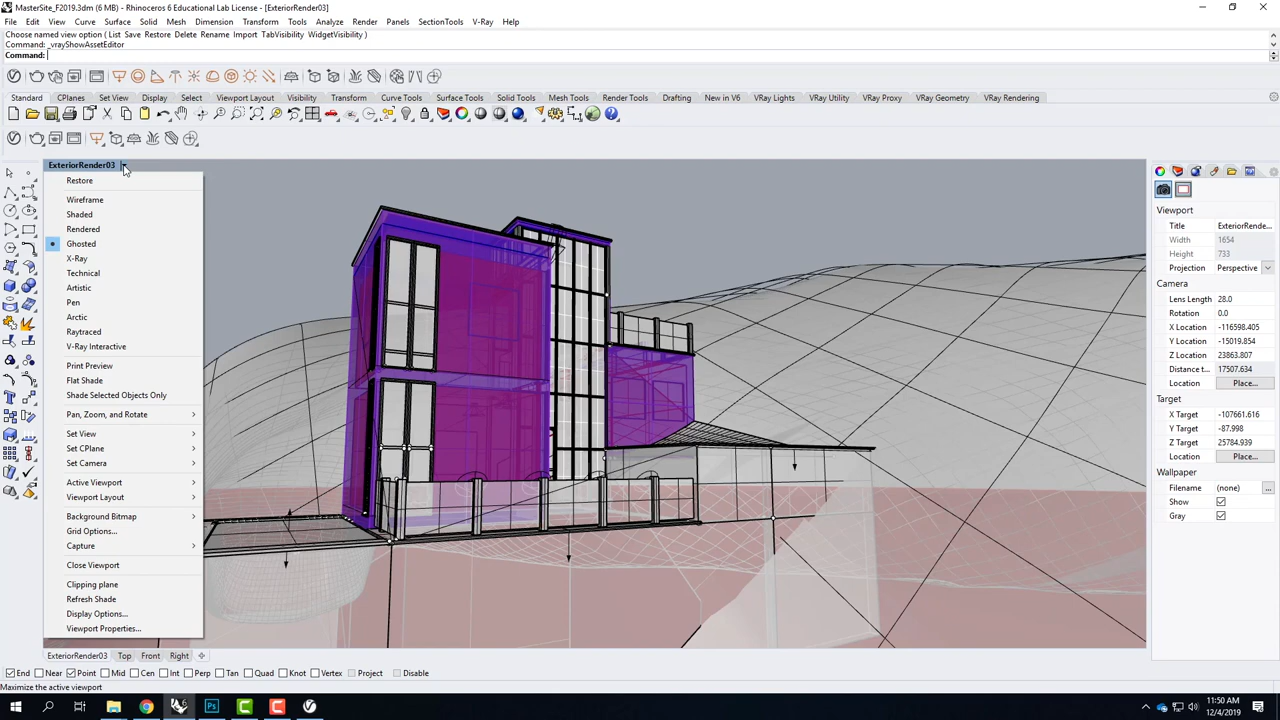 MasterSite_F2019.3dm (6 MB) - Rhinoceros 6 Educational Lab License - [ExteriorRender03]
File Edit View Curve Surface Solid Mesh Dimension Transform Tools Analyze Render Panels SectionTools V-Ray Help
Choose named view option ( List Save Restore Delete Rename Import TabVisibility WidgetVisibility )
Command: _vrayShowAssetEditor
Command:
Standard CPlanes Set View Display Select Viewport Layout Visibility Transform Curve Tools Surface Tools Solid Tools Mesh Tools Render Tools Drafting New in V6 VRay Lights VRay Utility VRay Proxy VRay Geometry VRay Rendering
ExteriorRender03
Restore
Wireframe
Shaded
Rendered
Ghosted
X-Ray
Technical
Artistic
Pen
Arctic
Raytraced
V-Ray Interactive
Print Preview
Flat Shade
Shade Selected Objects Only
Pan, Zoom, and Rotate
Set View
Set CPlane
Set Camera
Active Viewport
Viewport Layout
Background Bitmap
Grid Options...
Capture
Close Viewport
Clipping plane
Refresh Shade
Display Options...
Viewport Properties...
Viewport
Title ExteriorRende...
Width 1654
Height 733
Projection Perspective
Camera
Lens Length 28.0
Rotation 0.0
X Location -116598.405
Y Location -15019.854
Z Location 23863.807
Distance t... 17507.634
Location Place...
Target
X Target -107661.616
Y Target -87.998
Z Target 25784.939
Location Place...
Wallpaper
Filename (none) ...
Show
Gray
ExteriorRender03 Top Front Right
End Near Point Mid Cen Int Perp Tan Quad Knot Vertex Project Disable
Maximize the active viewport
Ps
11:50 AM
12/4/2019